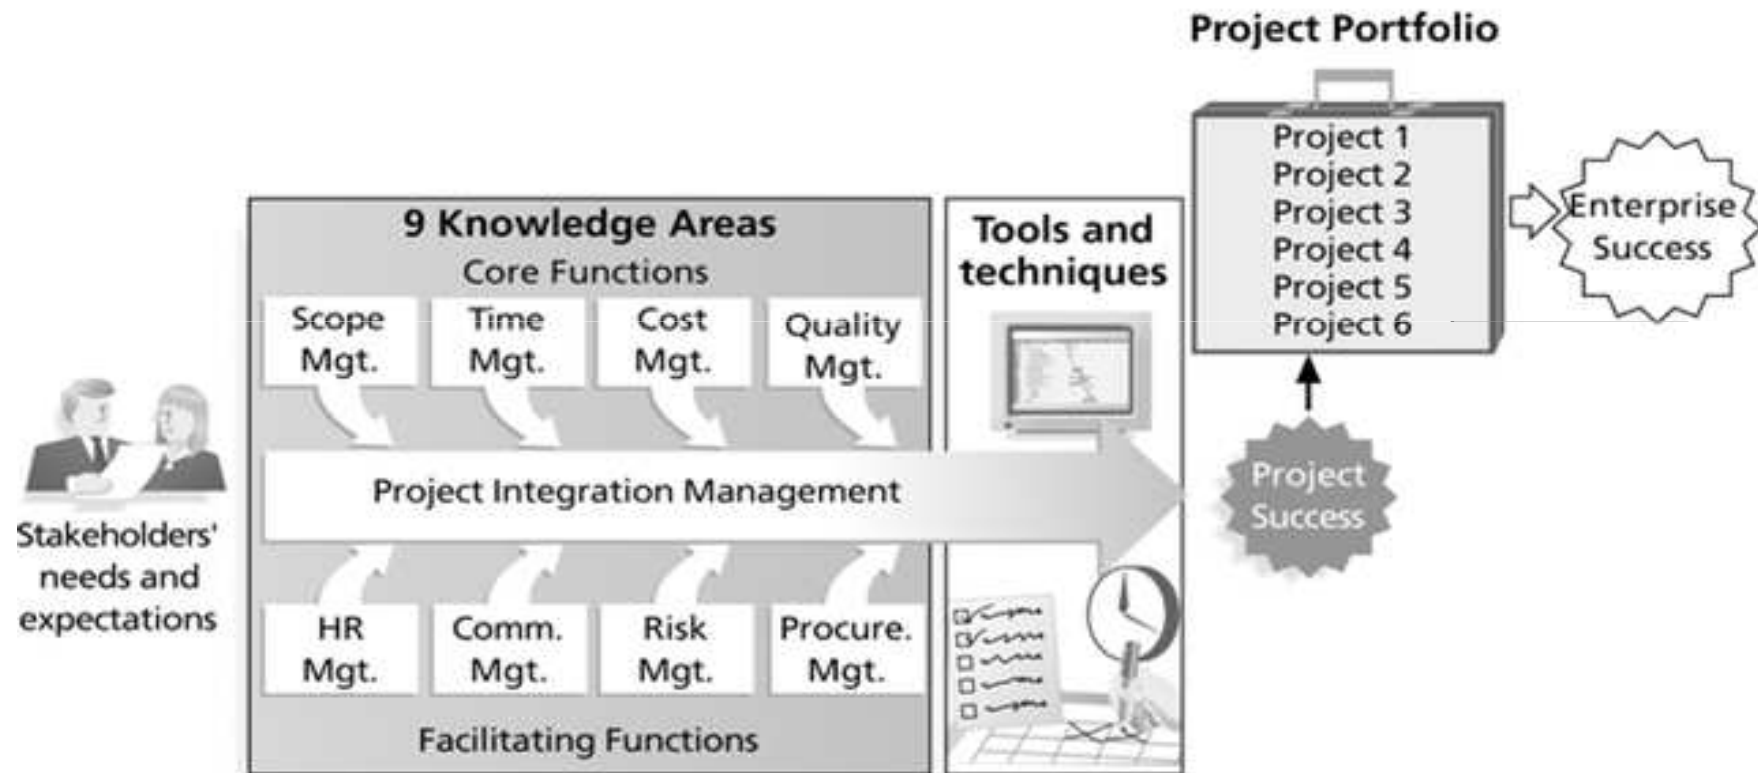 Project Portfolio
Project 1
Project 2
Project 3
Project 4
Project 5
Project 6
Enterprise
Success
9 Knowledge Areas
Core Functions
Scope
Mgt.
Time
Mgt.
Cost
Mgt.
Quality
Mgt.
Tools and
techniques
Project Integration Management
Project
Success
Stakeholders'
needs and
expectations
HR
Mgt.
Comm.
Mgt.
Risk
Mgt.
Procure.
Mgt.
Facilitating Functions